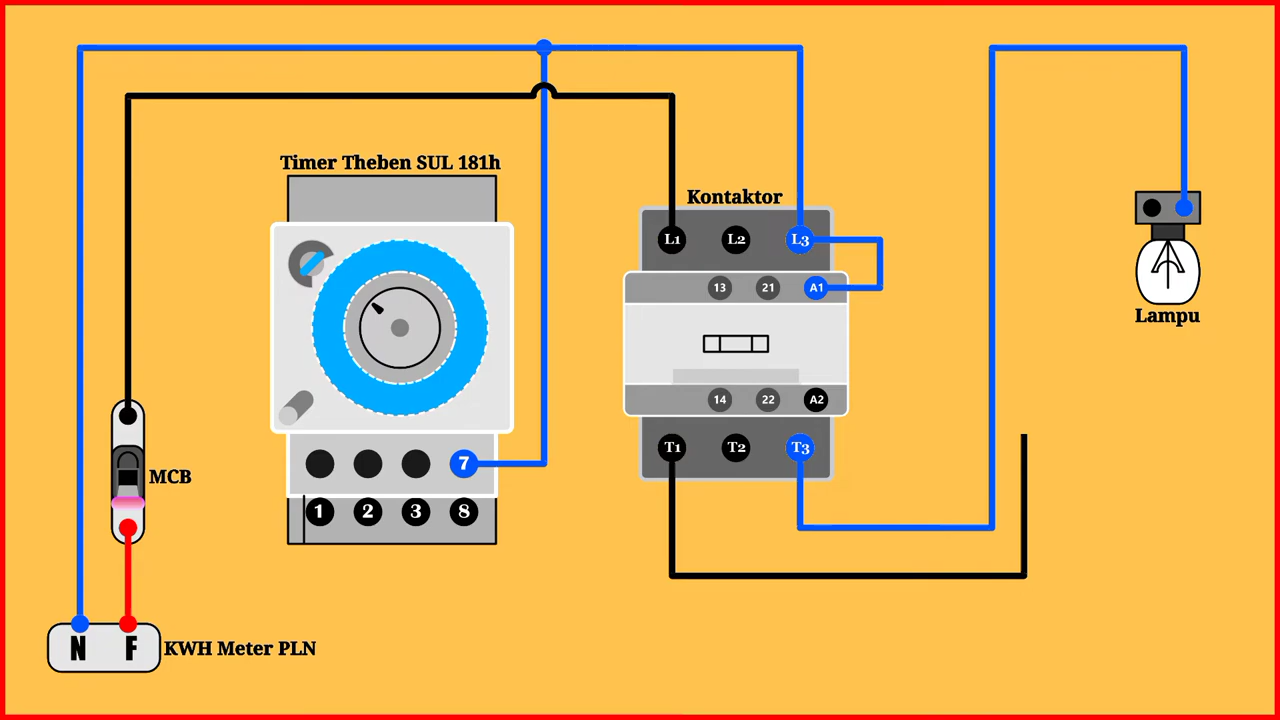 Timer Theben SUL 181h
Kontaktor
L1 L2 L3
13 21 A1
Lampu
14 22 A2
T1 T2 T3
7
MCB
1 2 3 8
N F KWH Meter PLN